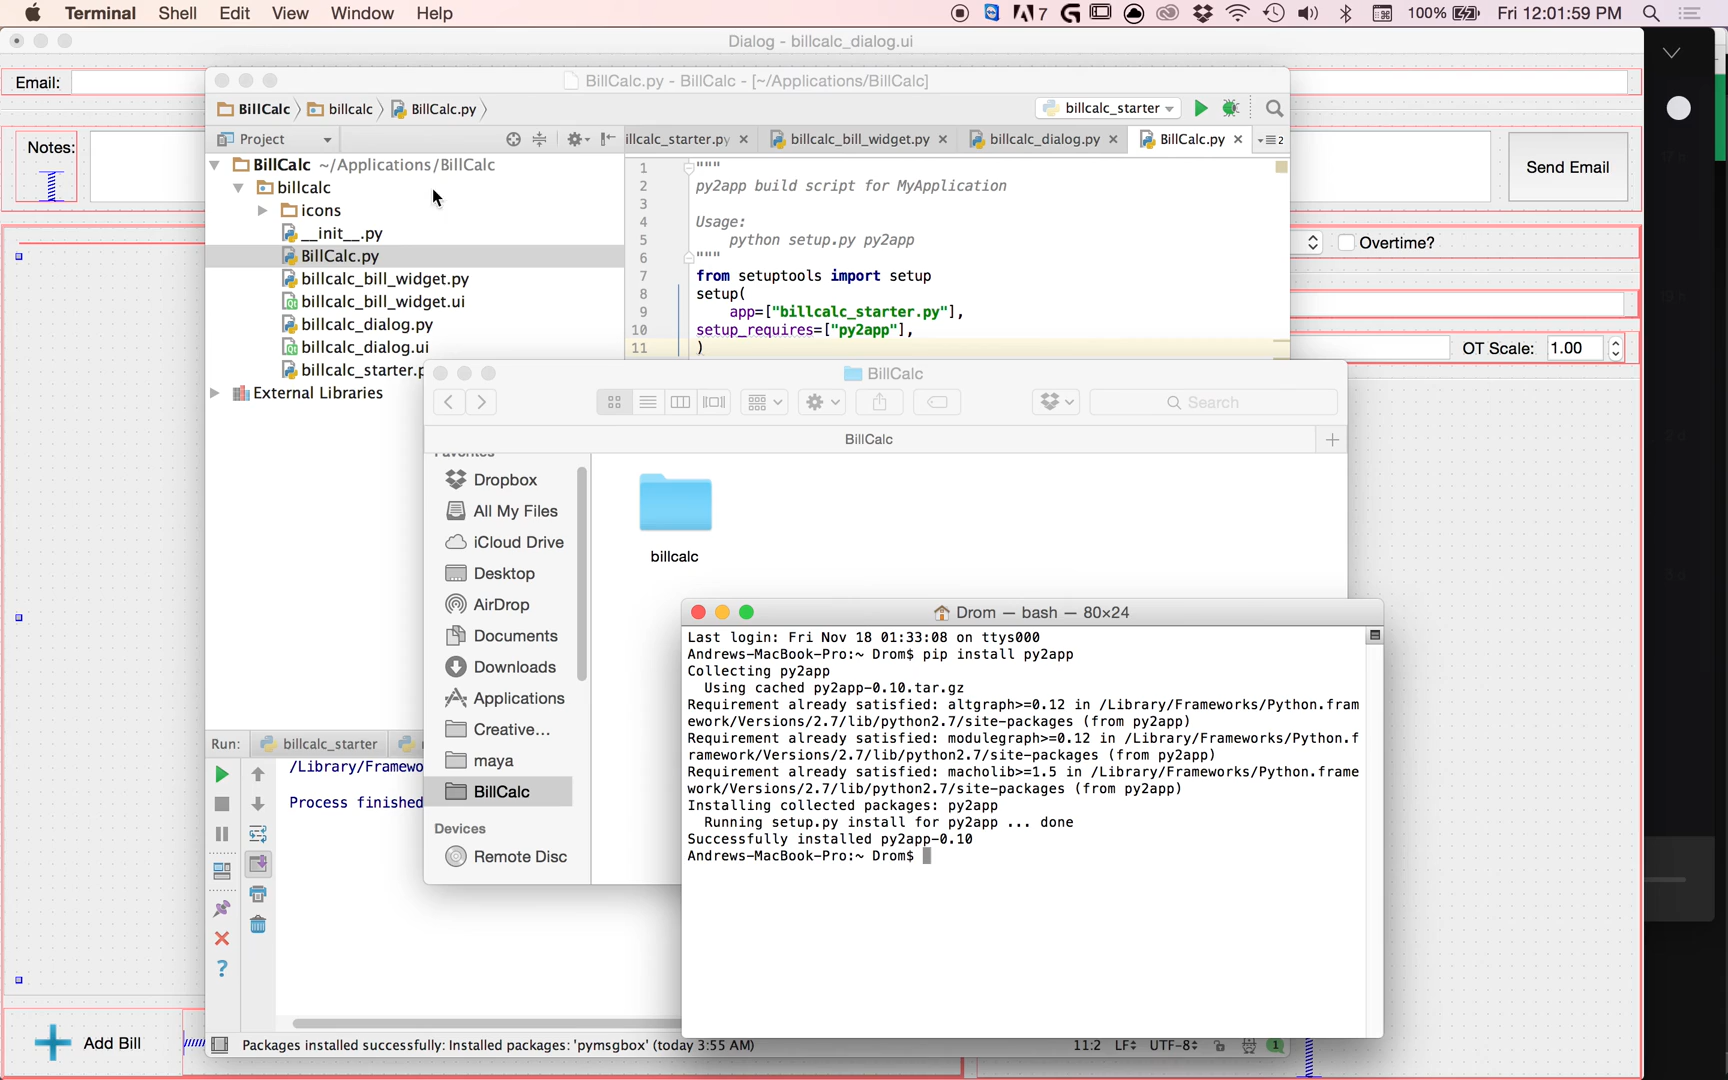 Terminal Shell Edit View Window Help
7 100% Fri 12:01:59 PM
Dialog - billcalc_dialog.ui
Email:
Notes:
Send Email
Overtime?
OT Scale: 1.00
Add Bill
BillCalc.py - BillCalc - [~/Applications/BillCalc]
BillCalc billcalc BillCalc.py
billcalc_starter
Project
illcalc_starter.py billcalc_bill_widget.py billcalc_dialog.py BillCalc.py 2
BillCalc ~/Applications/BillCalc
billcalc
icons
__init__.py
BillCalc.py
billcalc_bill_widget.py
billcalc_bill_widget.ui
billcalc_dialog.py
billcalc_dialog.ui
billcalc_starter.p
External Libraries
1 """
2 py2app build script for MyApplication
3
4 Usage:
5 python setup.py py2app
6 """
7 from setuptools import setup
8 setup(
9 app=["billcalc_starter.py"],
10 setup_requires=["py2app"],
11 )
Run: billcalc_starter
/Library/Framewo
Process finished
Packages installed successfully: Installed packages: 'pymsgbox' (today 3:55 AM)
11:2 LF UTF-8 1
BillCalc
Search
BillCalc
Favorites
Dropbox
All My Files
iCloud Drive
Desktop
AirDrop
Documents
Downloads
Applications
Creative...
maya
BillCalc
Devices
Remote Disc
billcalc
Drom — bash — 80×24
Last login: Fri Nov 18 01:33:08 on ttys000
Andrews-MacBook-Pro:~ Drom$ pip install py2app
Collecting py2app
Using cached py2app-0.10.tar.gz
Requirement already satisfied: altgraph>=0.12 in /Library/Frameworks/Python.fram
ework/Versions/2.7/lib/python2.7/site-packages (from py2app)
Requirement already satisfied: modulegraph>=0.12 in /Library/Frameworks/Python.f
ramework/Versions/2.7/lib/python2.7/site-packages (from py2app)
Requirement already satisfied: macholib>=1.5 in /Library/Frameworks/Python.frame
work/Versions/2.7/lib/python2.7/site-packages (from py2app)
Installing collected packages: py2app
Running setup.py install for py2app ... done
Successfully installed py2app-0.10
Andrews-MacBook-Pro:~ Drom$